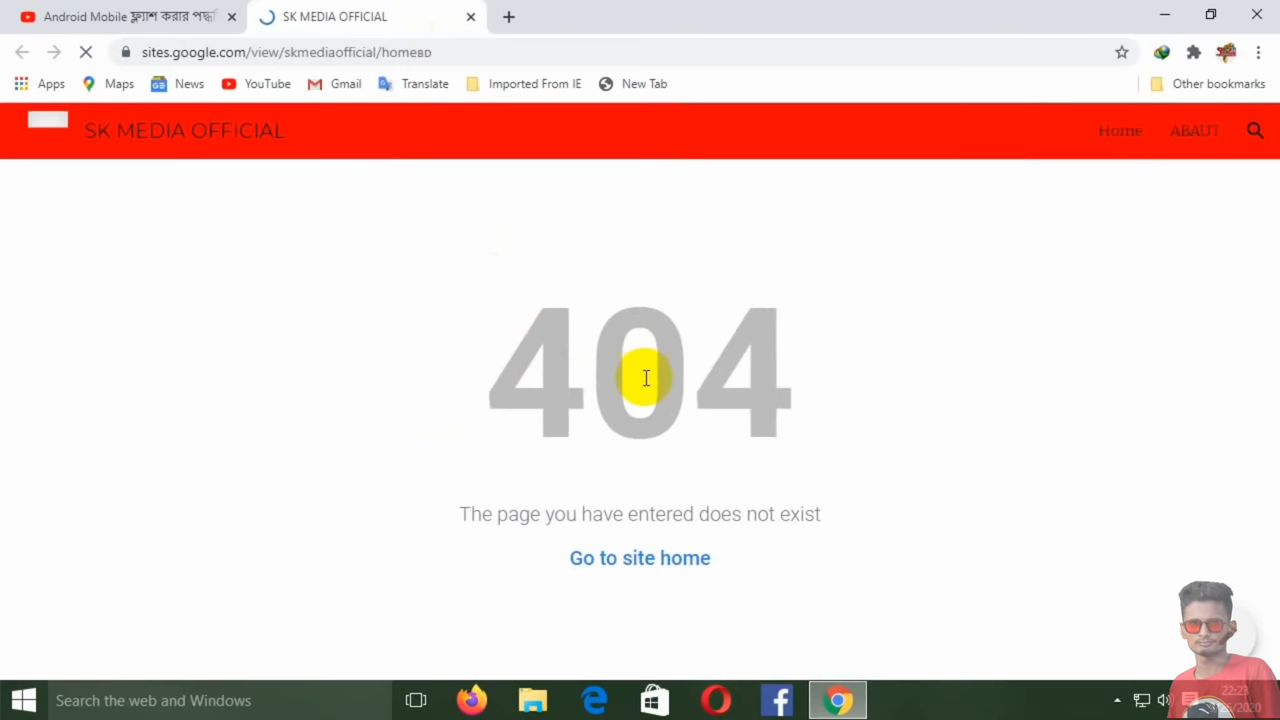 Android Mobile ফ্ল্যাশ করার পদ্ধ
SK MEDIA OFFICIAL
sites.google.com/view/skmediaofficial/homeBD
Apps Maps News YouTube Gmail Translate Imported From IE New Tab Other bookmarks
SK MEDIA OFFICIAL Home ABAUT
404
The page you have entered does not exist
Go to site home
Search the web and Windows
22:23